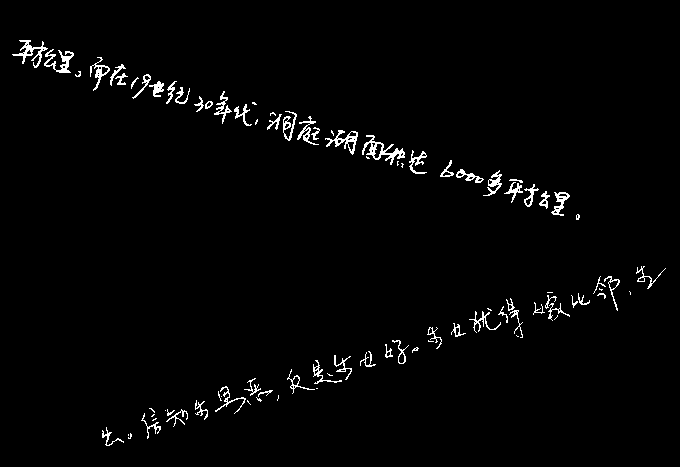 平方公里。而在19世纪30年代,洞庭湖面积达6000多平方公里。
出。信知生男恶,反是生女好。生女犹得嫁比邻,生